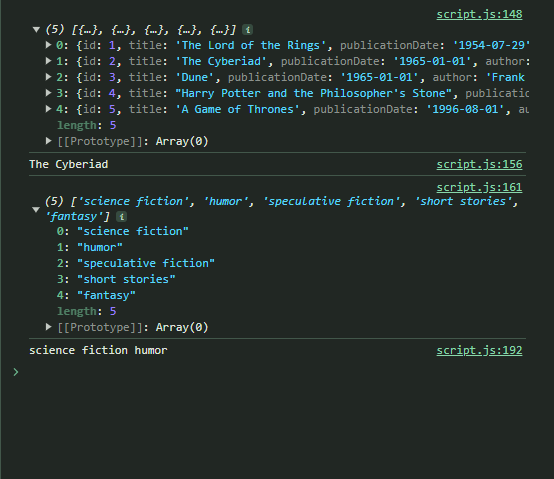 script.js:148
(5) [{…}, {…}, {…}, {…}, {…}] i
0: {id: 1, title: 'The Lord of the Rings', publicationDate: '1954-07-29'
1: {id: 2, title: 'The Cyberiad', publicationDate: '1965-01-01', author:
2: {id: 3, title: 'Dune', publicationDate: '1965-01-01', author: 'Frank
3: {id: 4, title: "Harry Potter and the Philosopher's Stone", publicatio
4: {id: 5, title: 'A Game of Thrones', publicationDate: '1996-08-01', au
length: 5
[[Prototype]]: Array(0)
The Cyberiad script.js:156
script.js:161
(5) ['science fiction', 'humor', 'speculative fiction', 'short stories',
'fantasy'] i
0: "science fiction"
1: "humor"
2: "speculative fiction"
3: "short stories"
4: "fantasy"
length: 5
[[Prototype]]: Array(0)
science fiction humor script.js:192